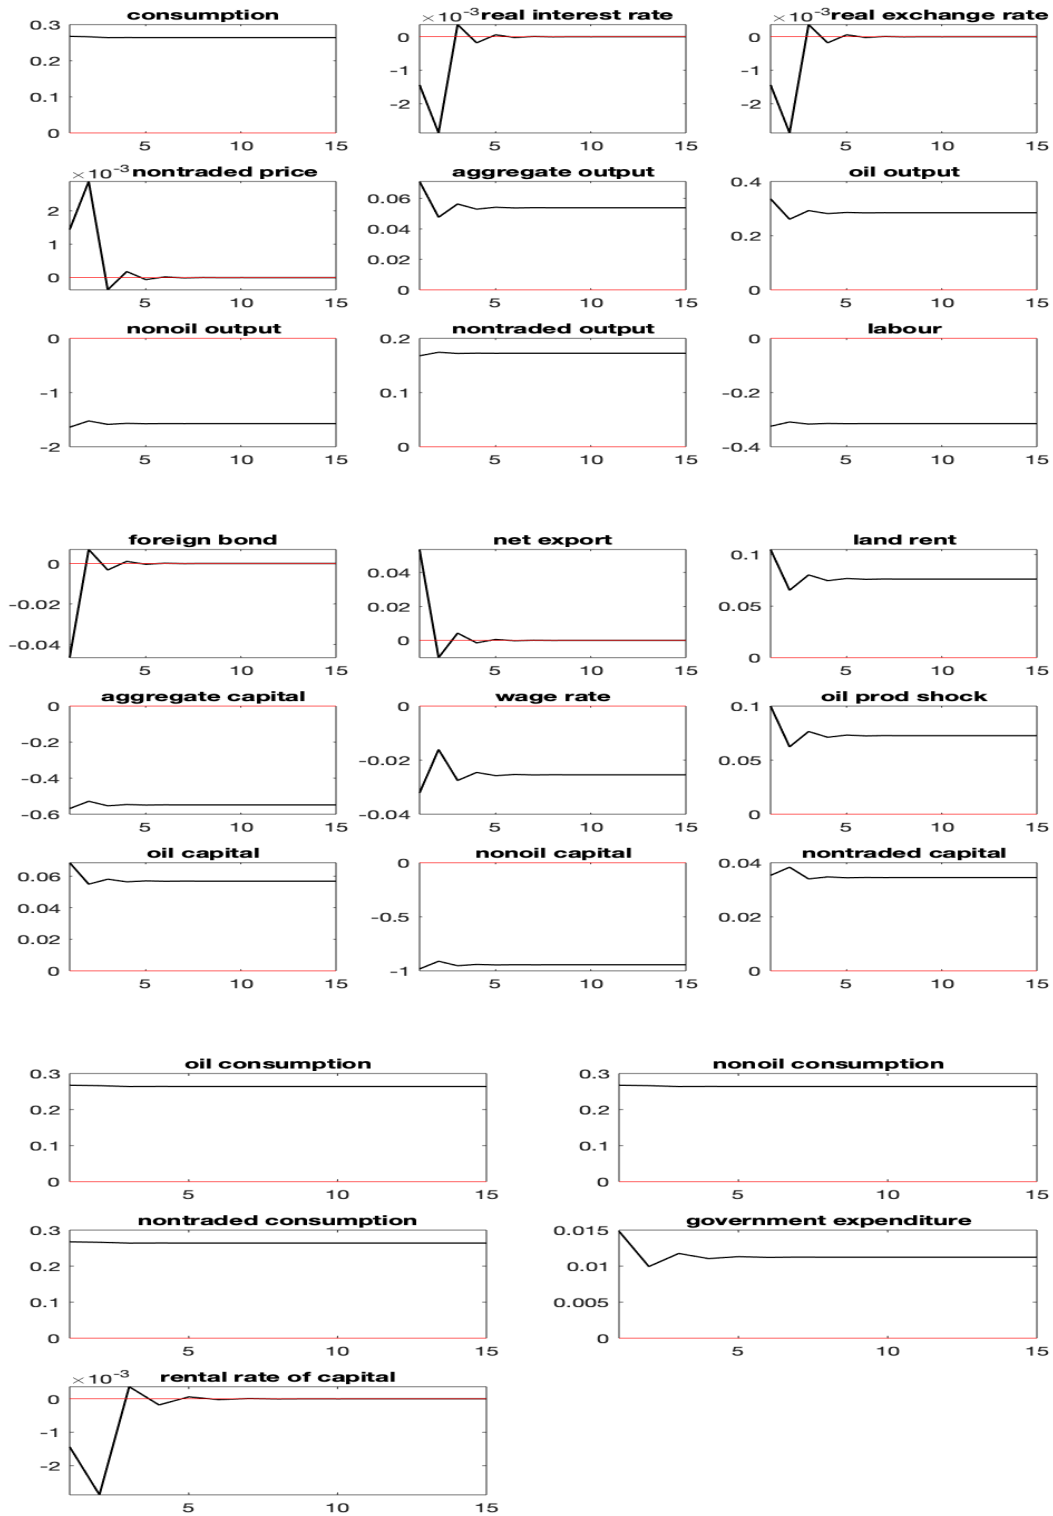 consumption
×10⁻³ real interest rate
×10⁻³ real exchange rate
0.3
0.2
0.1
0
5 10 15
0
-1
-2
5 10 15
0
-1
-2
5 10 15
×10⁻³ nontraded price
aggregate output
oil output
2
1
0
5 10 15
0.06
0.04
0.02
0
5 10 15
0.4
0.2
0
5 10 15
nonoil output
nontraded output
labour
0
-1
-2
5 10 15
0.2
0.1
0
5 10 15
0
-0.2
-0.4
5 10 15
foreign bond
net export
land rent
0
-0.02
-0.04
5 10 15
0.04
0.02
0
5 10 15
0.1
0.05
0
5 10 15
aggregate capital
wage rate
oil prod shock
0
-0.2
-0.4
-0.6
5 10 15
0
-0.02
-0.04
5 10 15
0.1
0.05
0
5 10 15
oil capital
nonoil capital
nontraded capital
0.06
0.04
0.02
0
5 10 15
0
-0.5
-1
5 10 15
0.04
0.02
0
5 10 15
oil consumption
nonoil consumption
0.3
0.2
0.1
0
5 10 15
0.3
0.2
0.1
0
5 10 15
nontraded consumption
government expenditure
0.3
0.2
0.1
0
5 10 15
0.015
0.01
0.005
0
5 10 15
×10⁻³ rental rate of capital
0
-1
-2
5 10 15